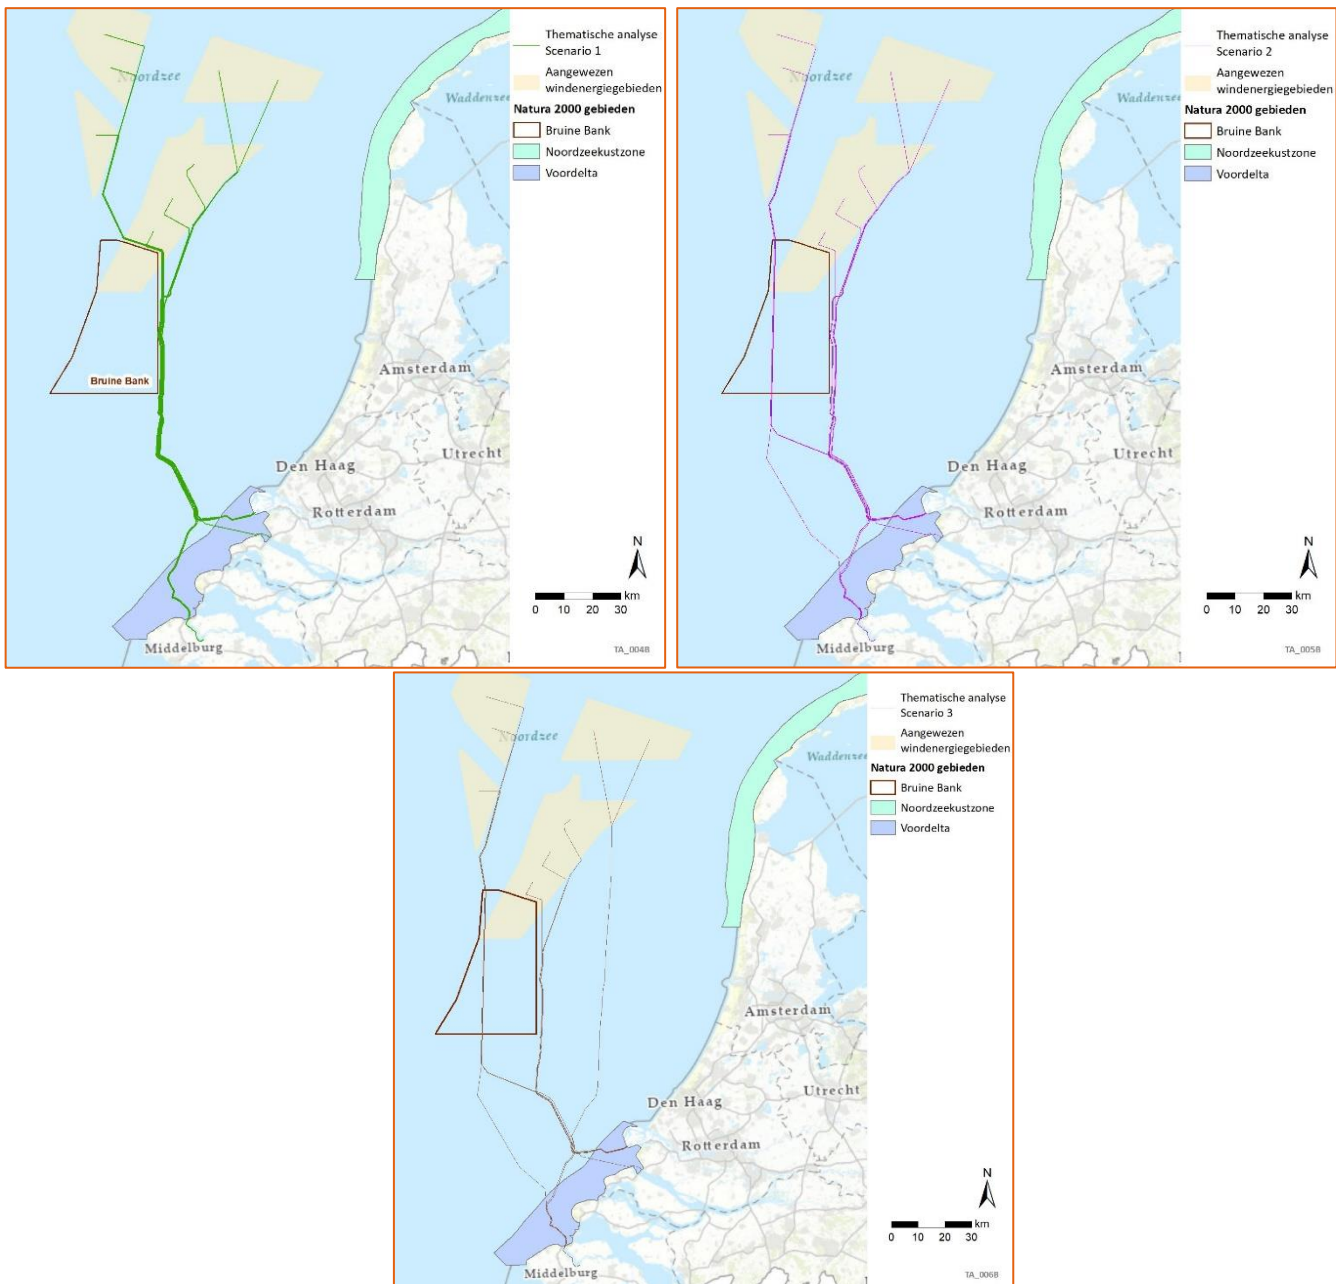 Thematische analyse
Scenario 1
Aangewezen
windenergiegebieden
Natura 2000 gebieden
Bruine Bank
Noordzeekustzone
Voordelta
Noordzee
Waddenzee
Bruine Bank
Amsterdam
Den Haag
Utrecht
Rotterdam
Middelburg
N
km
0 10 20 30
TA_004B
Thematische analyse
Scenario 2
Aangewezen
windenergiegebieden
Natura 2000 gebieden
Bruine Bank
Noordzeekustzone
Voordelta
Noordzee
Waddenzee
Amsterdam
Den Haag
Utrecht
Rotterdam
Middelburg
N
km
0 10 20 30
TA_005B
Thematische analyse
Scenario 3
Aangewezen
windenergiegebieden
Natura 2000 gebieden
Bruine Bank
Noordzeekustzone
Voordelta
Noordzee
Waddenzee
Amsterdam
Utrecht
Den Haag
Rotterdam
Middelburg
N
km
0 10 20 30
TA_006B